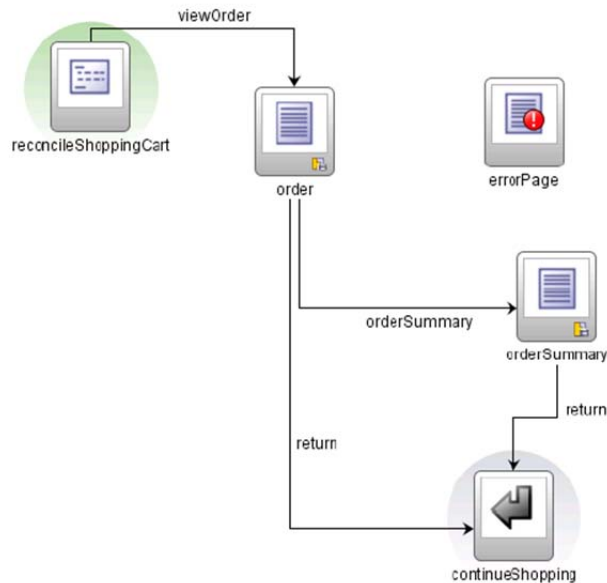 viewOrder
reconcileShoppingCart
order
errorPage
orderSummary
orderSummary
return
return
continueShopping